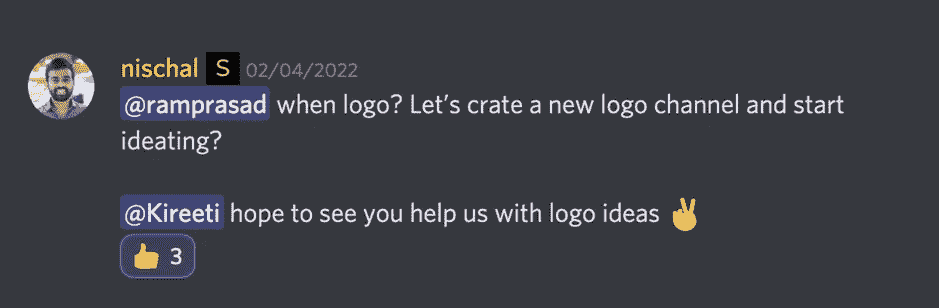 nischal S 02/04/2022
@ramprasad when logo? Let's crate a new logo channel and start
ideating?
@Kireeti hope to see you help us with logo ideas ✌️
👍 3